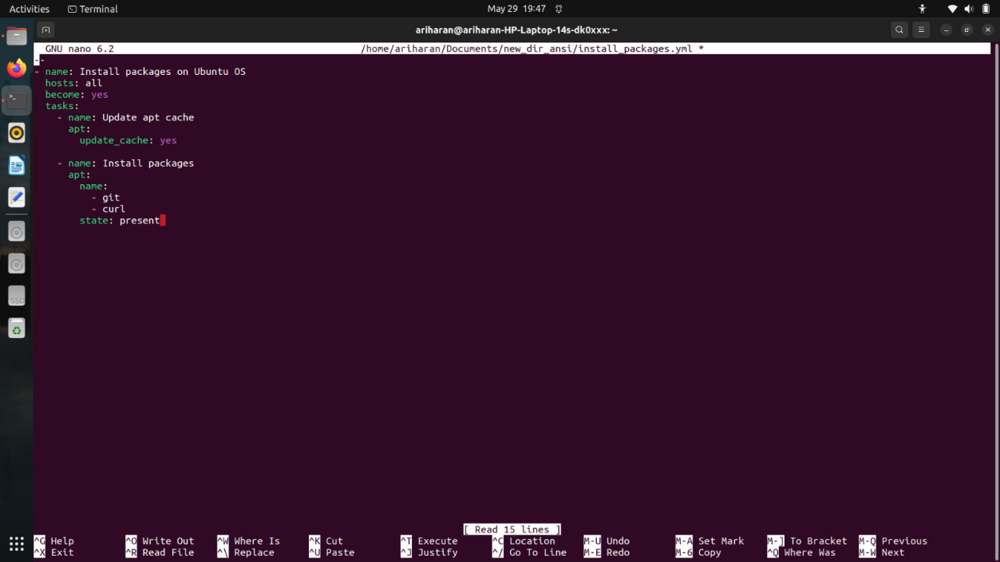 Activities Terminal May 29 19:47
ariharan@ariharan-HP-Laptop-14s-dk0xxx: ~
GNU nano 6.2 /home/ariharan/Documents/new_dir_ansi/install_packages.yml *
--
- name: Install packages on Ubuntu OS
  hosts: all
  become: yes
  tasks:
    - name: Update apt cache
      apt:
        update_cache: yes

    - name: Install packages
      apt:
        name:
          - git
          - curl
        state: present
SSD
[ Read 15 lines ]
^G Help ^O Write Out ^W Where Is ^K Cut ^T Execute ^C Location M-U Undo M-A Set Mark M-] To Bracket M-Q Previous
^X Exit ^R Read File ^\ Replace ^U Paste ^J Justify ^/ Go To Line M-E Redo M-6 Copy ^Q Where Was M-W Next